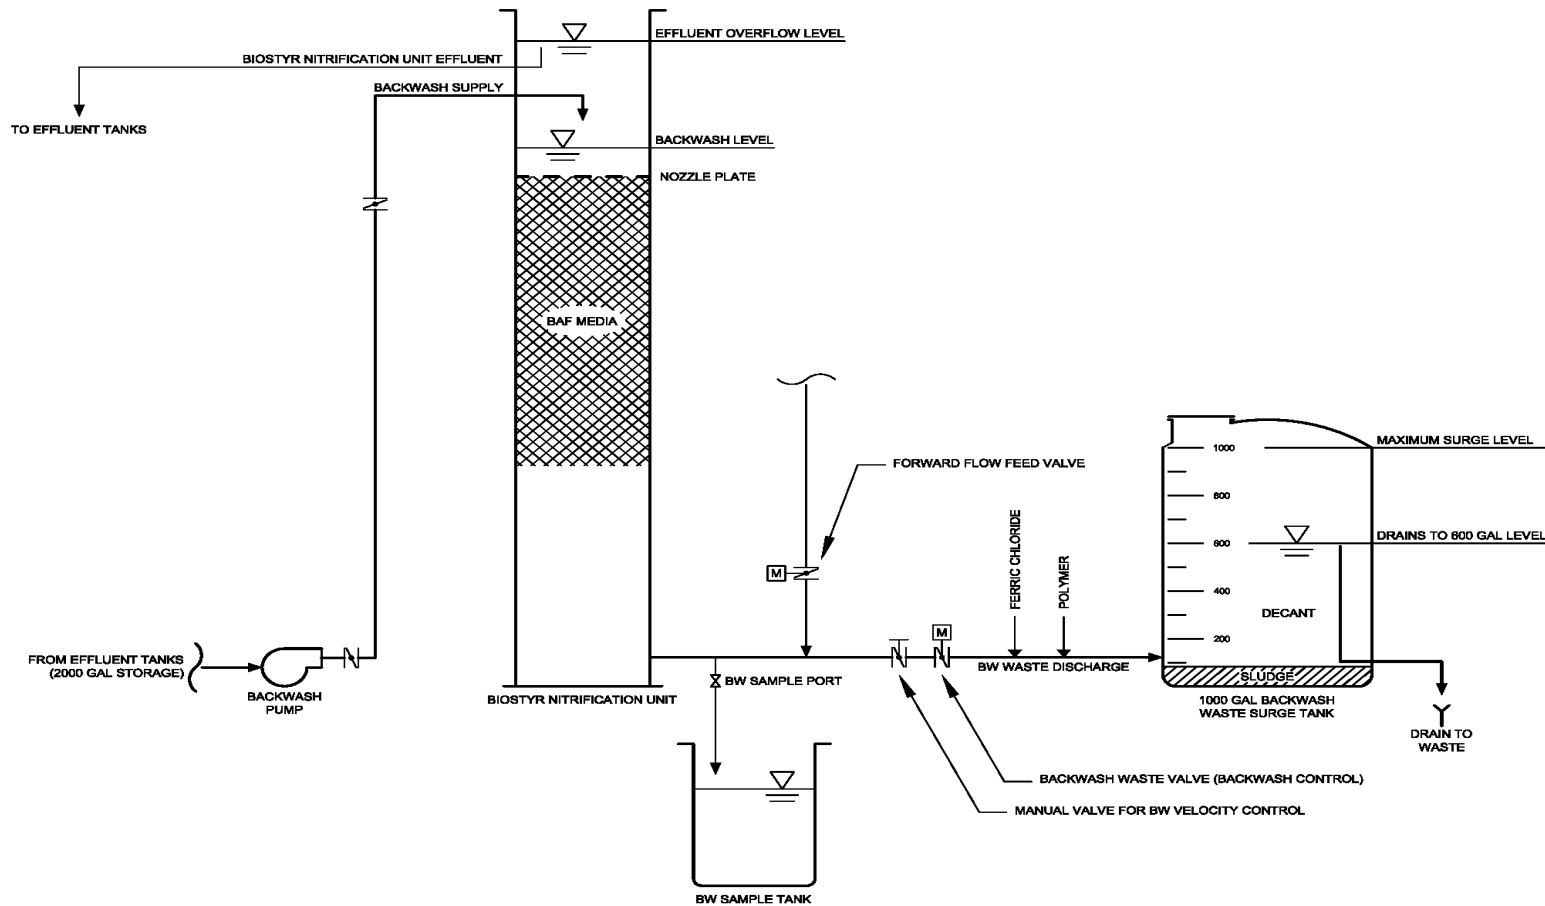 EFFLUENT OVERFLOW LEVEL
BIOSTYR NITRIFICATION UNIT EFFLUENT
BACKWASH SUPPLY
TO EFFLUENT TANKS
BACKWASH LEVEL
NOZZLE PLATE
BAF MEDIA
FORWARD FLOW FEED VALVE
M
MAXIMUM SURGE LEVEL
1000
800
DRAINS TO 600 GAL LEVEL
600
400
200
DECANT
SLUDGE
FERRIC CHLORIDE
POLYMER
M
BW WASTE DISCHARGE
FROM EFFLUENT TANKS
(2000 GAL STORAGE)
BACKWASH
PUMP
BIOSTYR NITRIFICATION UNIT
BW SAMPLE PORT
1000 GAL BACKWASH
WASTE SURGE TANK
DRAIN TO
WASTE
BACKWASH WASTE VALVE (BACKWASH CONTROL)
MANUAL VALVE FOR BW VELOCITY CONTROL
BW SAMPLE TANK